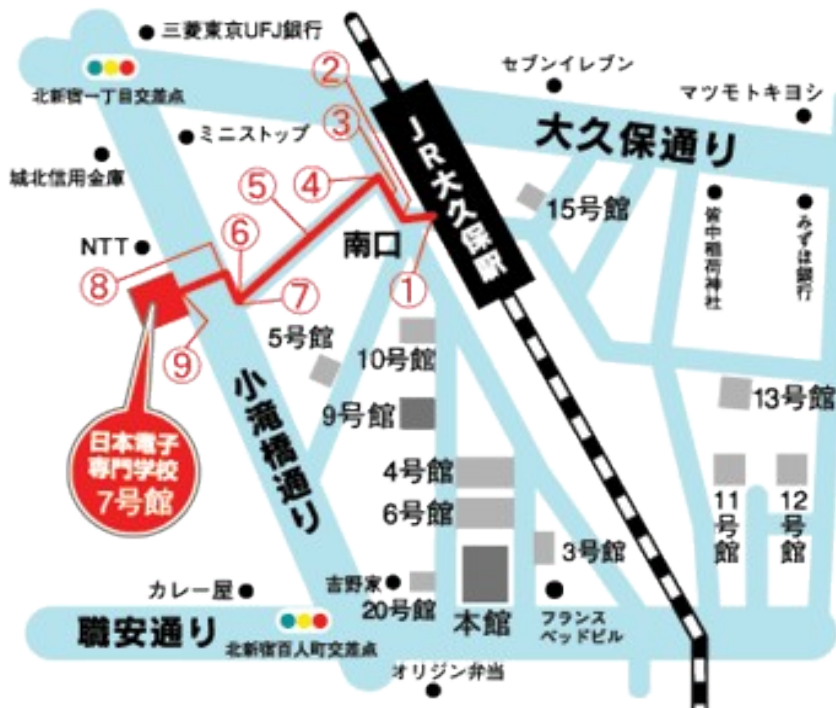 三菱東京UFJ銀行
北新宿一丁目交差点
ミニストップ
城北信用金庫
NTT
②
③
④
⑤
⑥
⑦
⑧
⑨
①
南口
JR大久保駅
セブンイレブン
マツモトキヨシ
大久保通り
15号館
皆中稲荷神社
みずほ銀行
5号館
10号館
9号館
13号館
小滝橋通り
日本電子
専門学校
7号館
4号館
6号館
11号館
12号館
3号館
カレー屋
吉野家
20号館
本館
フランス
ベッドビル
職安通り
北新宿百人町交差点
オリジン弁当